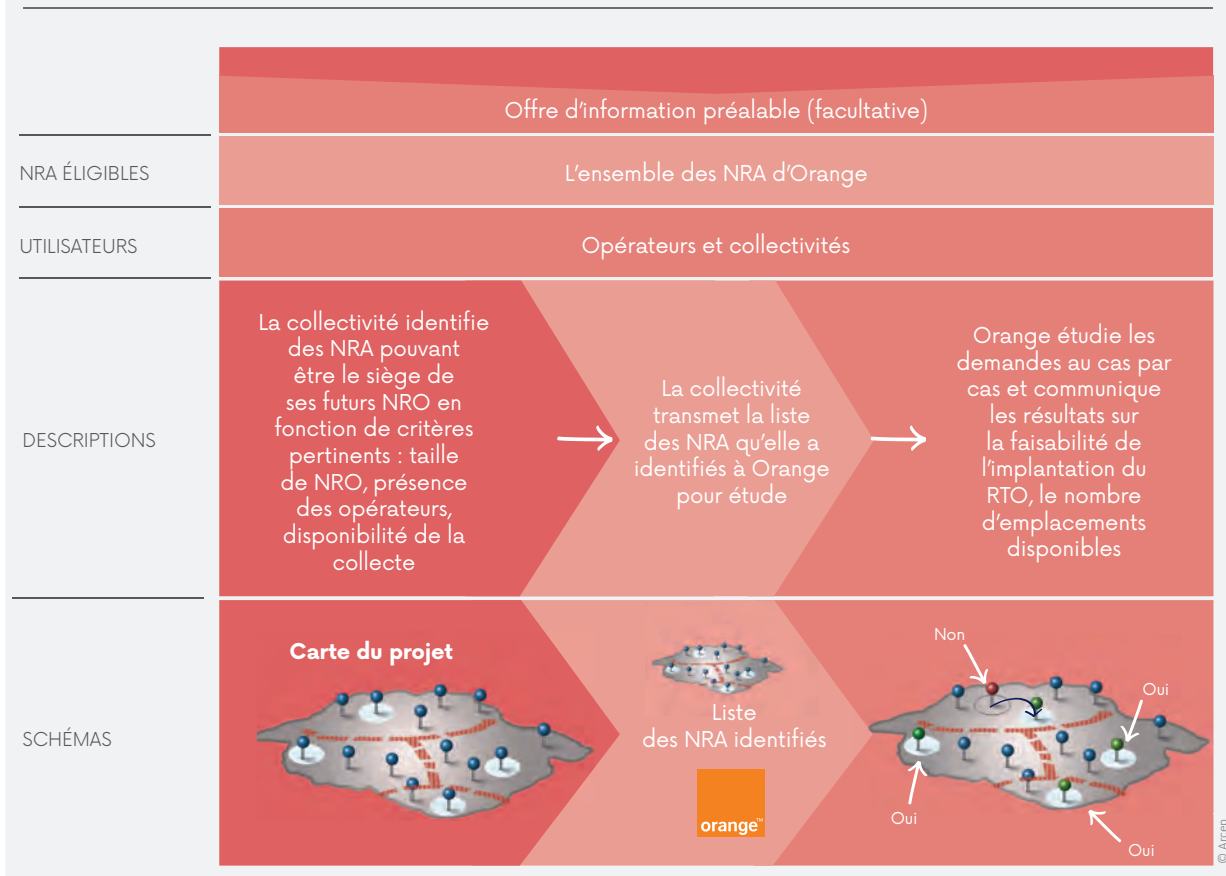 Offre d'information préalable (facultative)
NRA ÉLIGIBLES
L'ensemble des NRA d'Orange
UTILISATEURS
Opérateurs et collectivités
DESCRIPTIONS
La collectivité identifie
des NRA pouvant
être le siège de
ses futurs NRO en
fonction de critères
pertinents : taille
de NRO, présence
des opérateurs,
disponibilité de la
collecte
La collectivité
transmet la liste
des NRA qu'elle a
identifiés à Orange
pour étude
Orange étudie les
demandes au cas par
cas et communique
les résultats sur
la faisabilité de
l'implantation du
RTO, le nombre
d'emplacements
disponibles
SCHÉMAS
Carte du projet
Liste
des NRA identifiés
orange™
Non
Oui
Oui
Oui
© Arcep